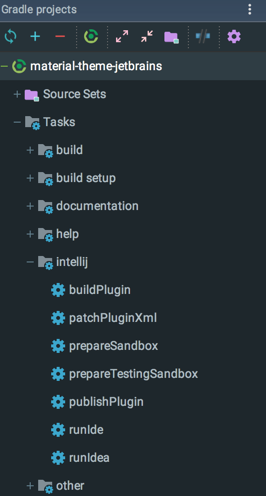 Gradle projects
material-theme-jetbrains
Source Sets
Tasks
build
build setup
documentation
help
intellij
buildPlugin
patchPluginXml
prepareSandbox
prepareTestingSandbox
publishPlugin
runIde
runIdea
other